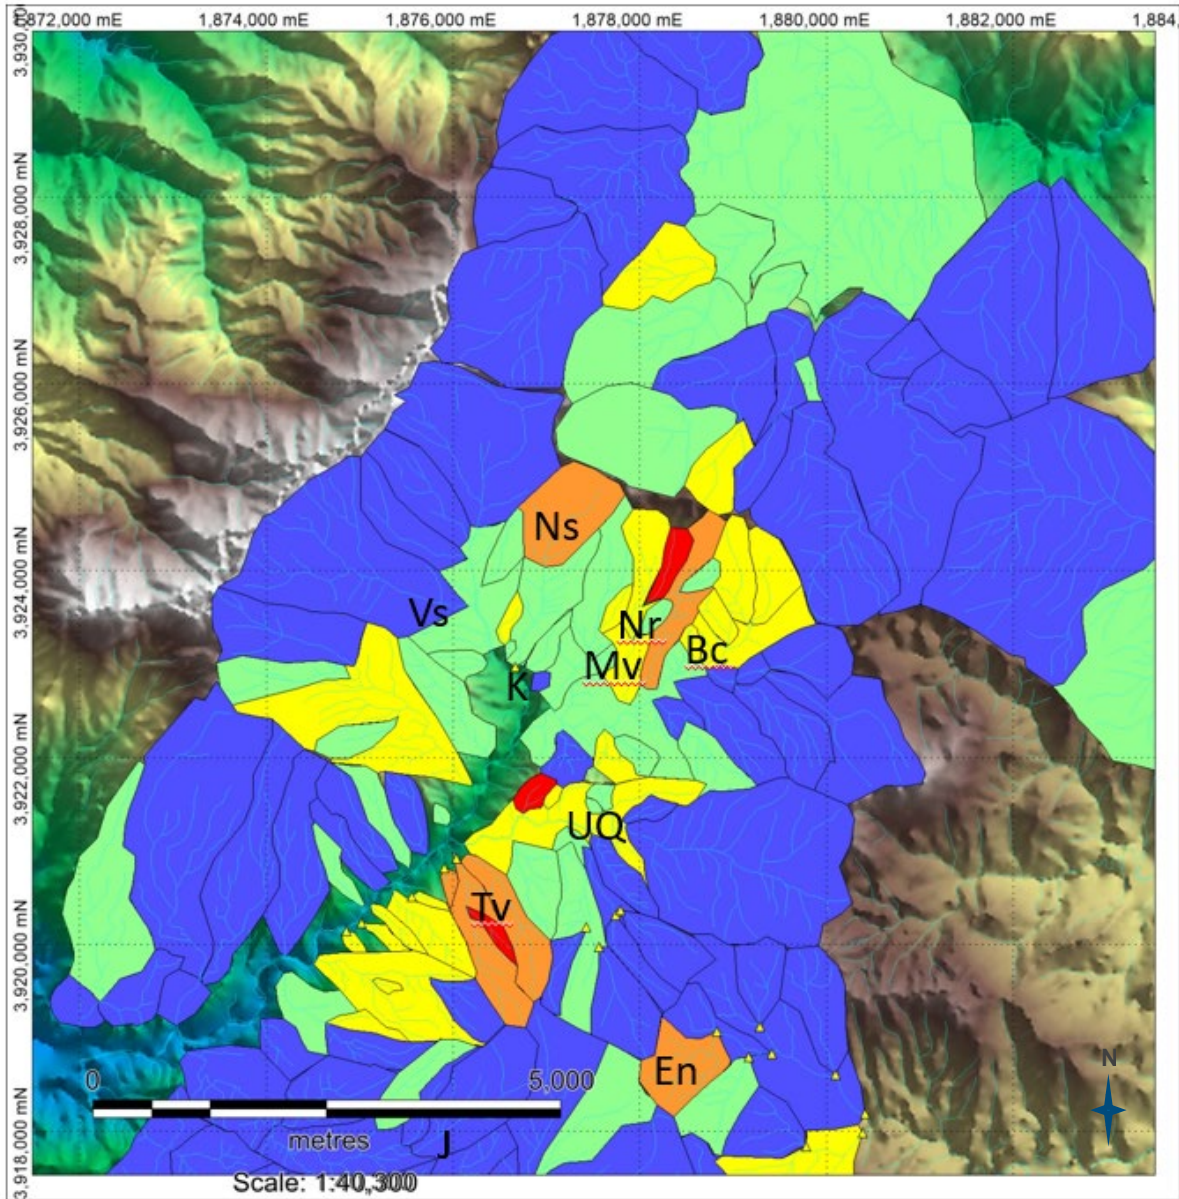 1,872,000 mE
1,874,000 mE
1,876,000 mE
1,878,000 mE
1,880,000 mE
1,882,000 mE
1,884,
3,930,00
3,928,000 mN
3,926,000 mN
3,924,000 mN
3,922,000 mN
3,920,000 mN
3,918,000 mN
Ns
Vs
Nr
Bc
Mv
K
UQ
Tv
En
J
N
0
5,000
metres
Scale: 1:40,300